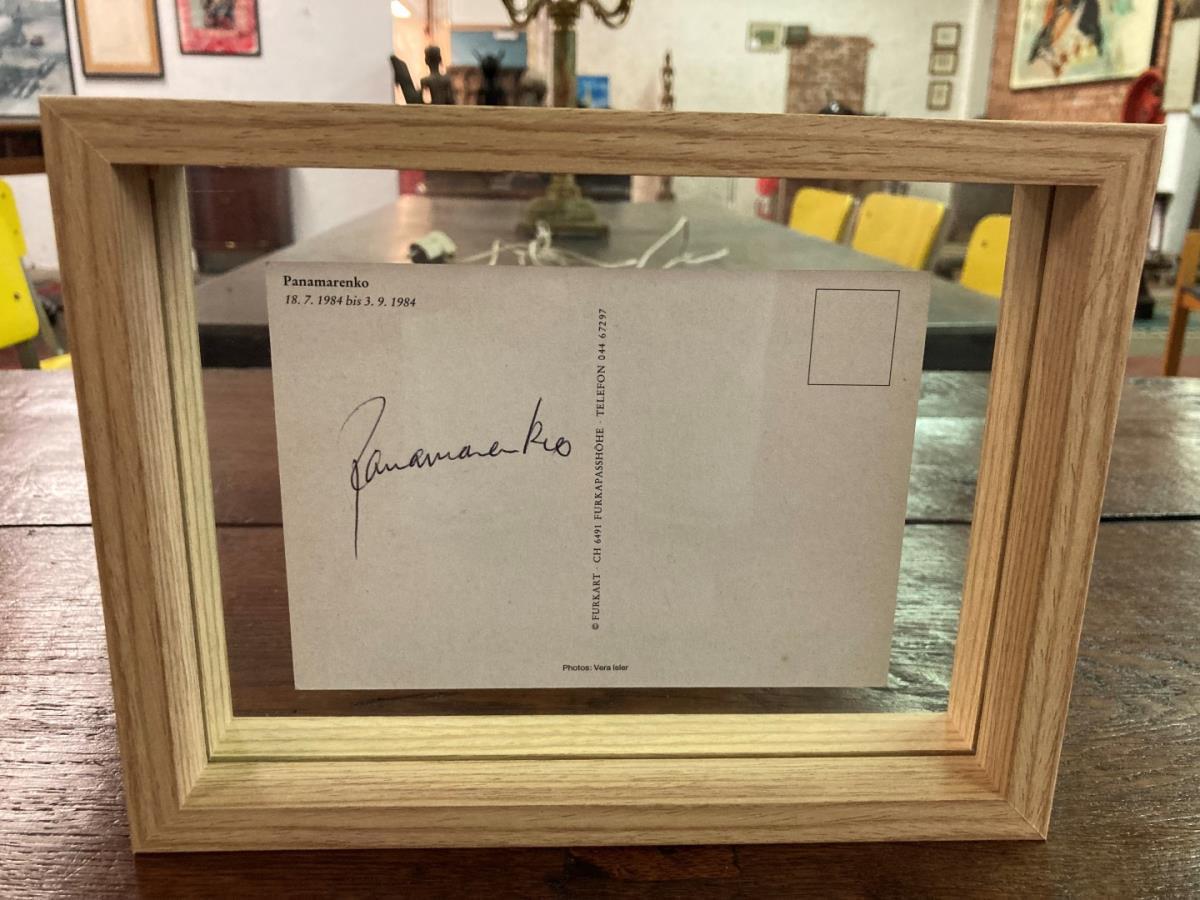 Panamarenko
18. 7. 1984 bis 3. 9. 1984
Panamarenko
© FURKART · CH 6491 FURKAPASSHÖHE · TELEFON 044 67297
Photos: Vera Isler